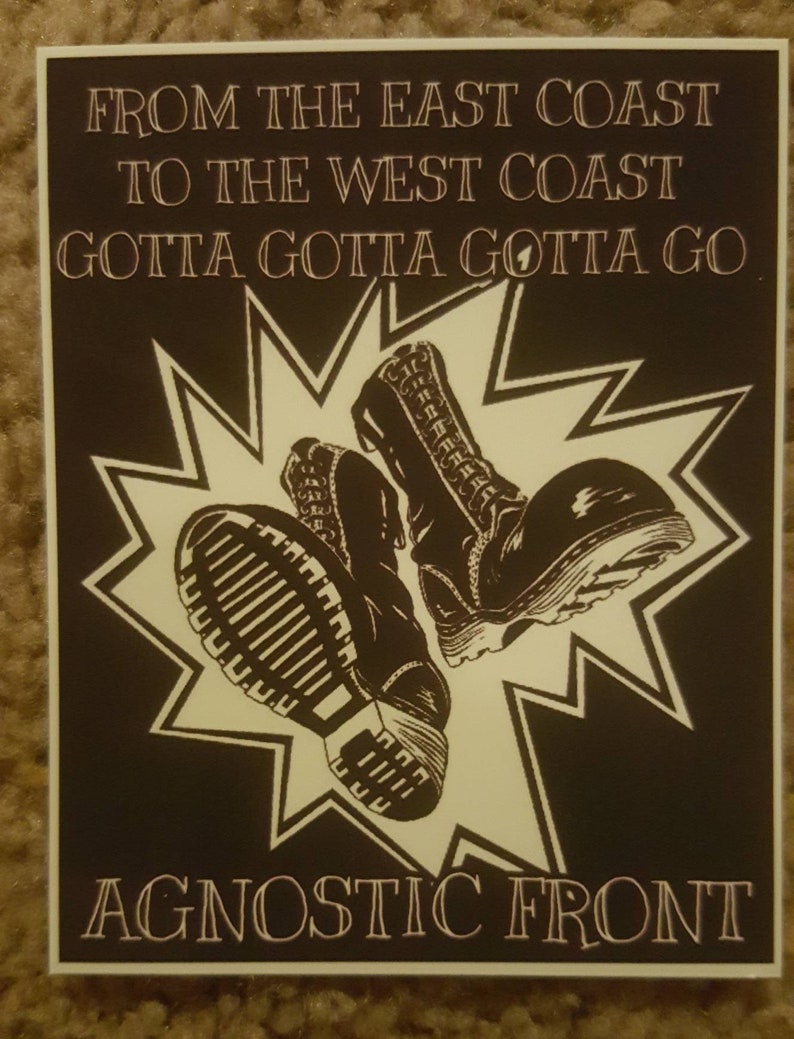 FROM THE EAST COAST
TO THE WEST COAST
GOTTA GOTTA GOTTA GO
AGNOSTIC FRONT